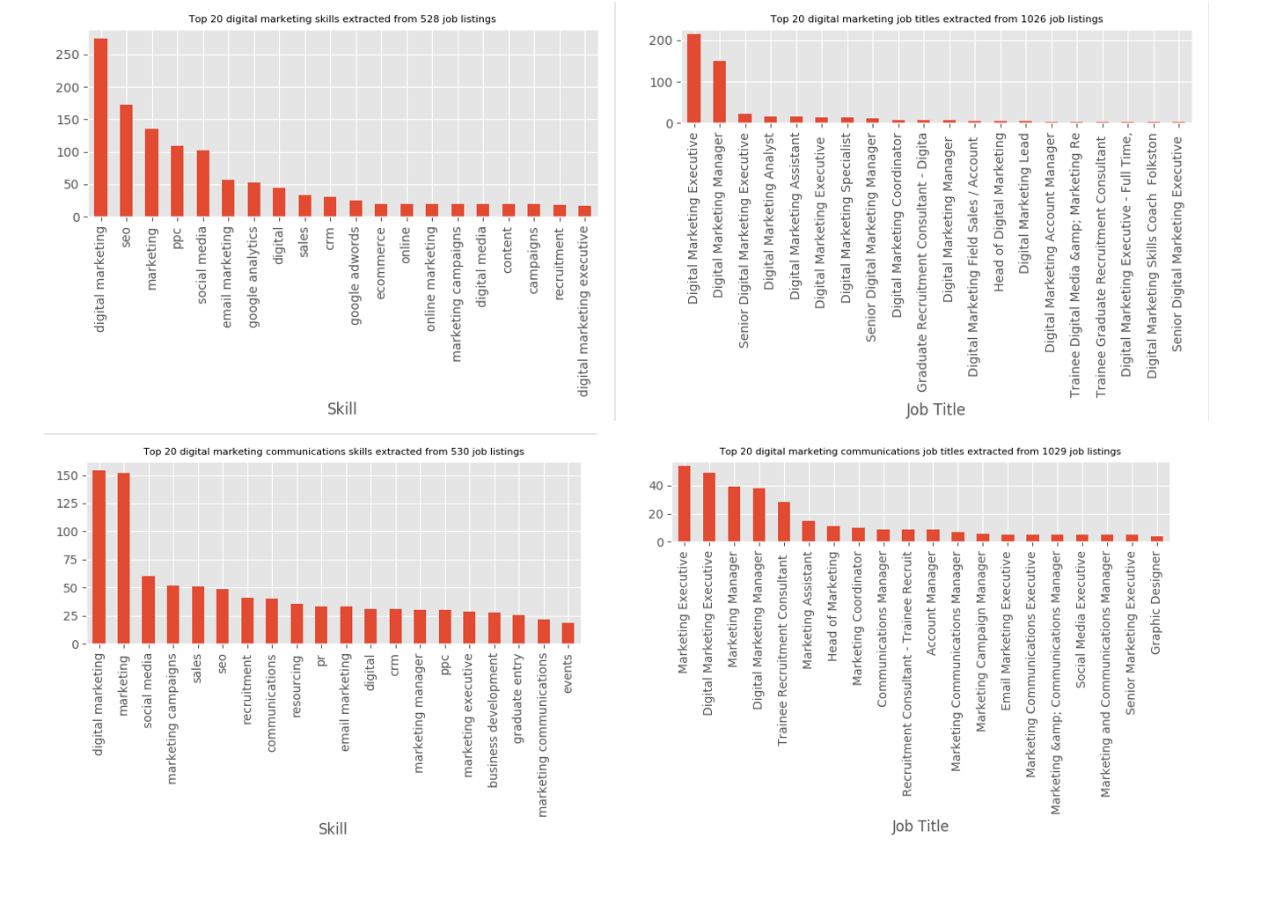 Top 20 digital marketing skills extracted from 528 job listings
250
200
150
100
50
0
digital marketing
seo
marketing
ppc
social media
email marketing
google analytics
digital
sales
crm
google adwords
ecommerce
online
online marketing
marketing campaigns
digital media
content
campaigns
recruitment
digital marketing executive
Skill
Top 20 digital marketing job titles extracted from 1026 job listings
200
100
0
Digital Marketing Executive
Digital Marketing Manager
Senior Digital Marketing Executive
Digital Marketing Analyst
Digital Marketing Assistant
Digital Marketing Executive
Digital Marketing Specialist
Senior Digital Marketing Manager
Digital Marketing Coordinator
Graduate Recruitment Consultant - Digita
Digital Marketing Manager
Digital Marketing Field Sales / Account
Head of Digital Marketing
Digital Marketing Lead
Digital Marketing Account Manager
Trainee Digital Media &amp; Marketing Re
Trainee Graduate Recruitment Consultant
Digital Marketing Executive - Full Time,
Digital Marketing Skills Coach  Folkston
Senior Digital Marketing Executive
Job Title
Top 20 digital marketing communications skills extracted from 530 job listings
150
125
100
75
50
25
0
digital marketing
marketing
social media
marketing campaigns
sales
seo
recruitment
communications
resourcing
pr
email marketing
digital
crm
marketing manager
ppc
marketing executive
business development
graduate entry
marketing communications
events
Skill
Top 20 digital marketing communications job titles extracted from 1029 job listings
40
20
0
Marketing Executive
Digital Marketing Executive
Marketing Manager
Digital Marketing Manager
Trainee Recruitment Consultant
Marketing Assistant
Head of Marketing
Marketing Coordinator
Communications Manager
Recruitment Consultant - Trainee Recruit
Account Manager
Marketing Communications Manager
Marketing Campaign Manager
Email Marketing Executive
Marketing Communications Executive
Marketing &amp; Communications Manager
Social Media Executive
Marketing and Communications Manager
Senior Marketing Executive
Graphic Designer
Job Title